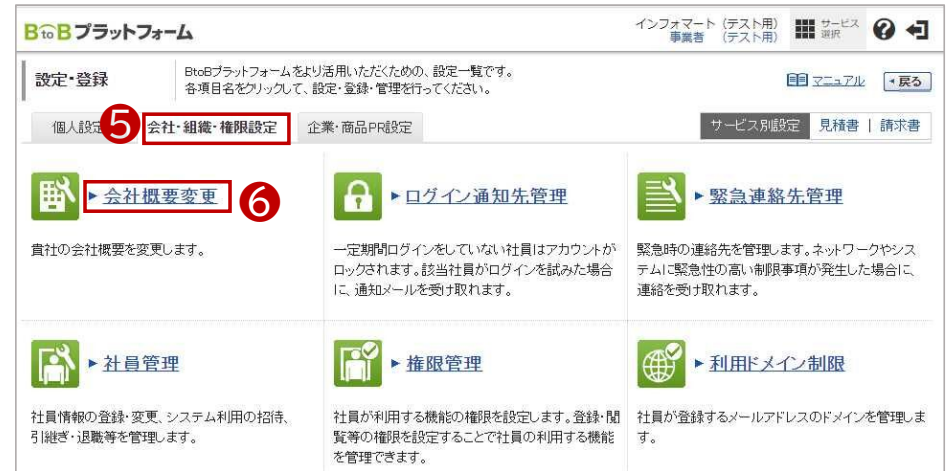 BtoBプラットフォーム
インフォマート (テスト用)
事業者 (テスト用)
サービス
選択
?
設定・登録
BtoBプラットフォームをより活用いただくための、設定一覧です。
各項目名をクリックして、設定・登録・管理を行ってください。
マニュアル
戻る
個人設定
5
会社・組織・権限設定
企業・商品PR設定
サービス別設定
見積書 | 請求書
会社概要変更
6
貴社の会社概要を変更します。
ログイン通知先管理
一定期間ログインをしていない社員はアカウントが
ロックされます。該当社員がログインを試みた場合
に、通知メールを受け取れます。
緊急連絡先管理
緊急時の連絡先を管理します。ネットワークやシス
テムに緊急性の高い制限事項が発生した場合に、
連絡を受け取れます。
社員管理
社員情報の登録・変更、システム利用の招待、
引継ぎ・退職等を管理します。
権限管理
社員が利用する機能の権限を設定します。登録・閲
覧等の権限を設定することで社員の利用する機能
を管理できます。
利用ドメイン制限
社員が登録するメールアドレスのドメインを管理しま
す。